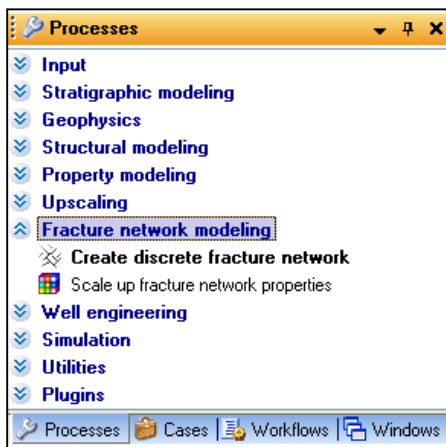 Processes
Input
Stratigraphic modeling
Geophysics
Structural modeling
Property modeling
Upscaling
Fracture network modeling
Create discrete fracture network
Scale up fracture network properties
Well engineering
Simulation
Utilities
Plugins
Processes Cases Workflows Windows